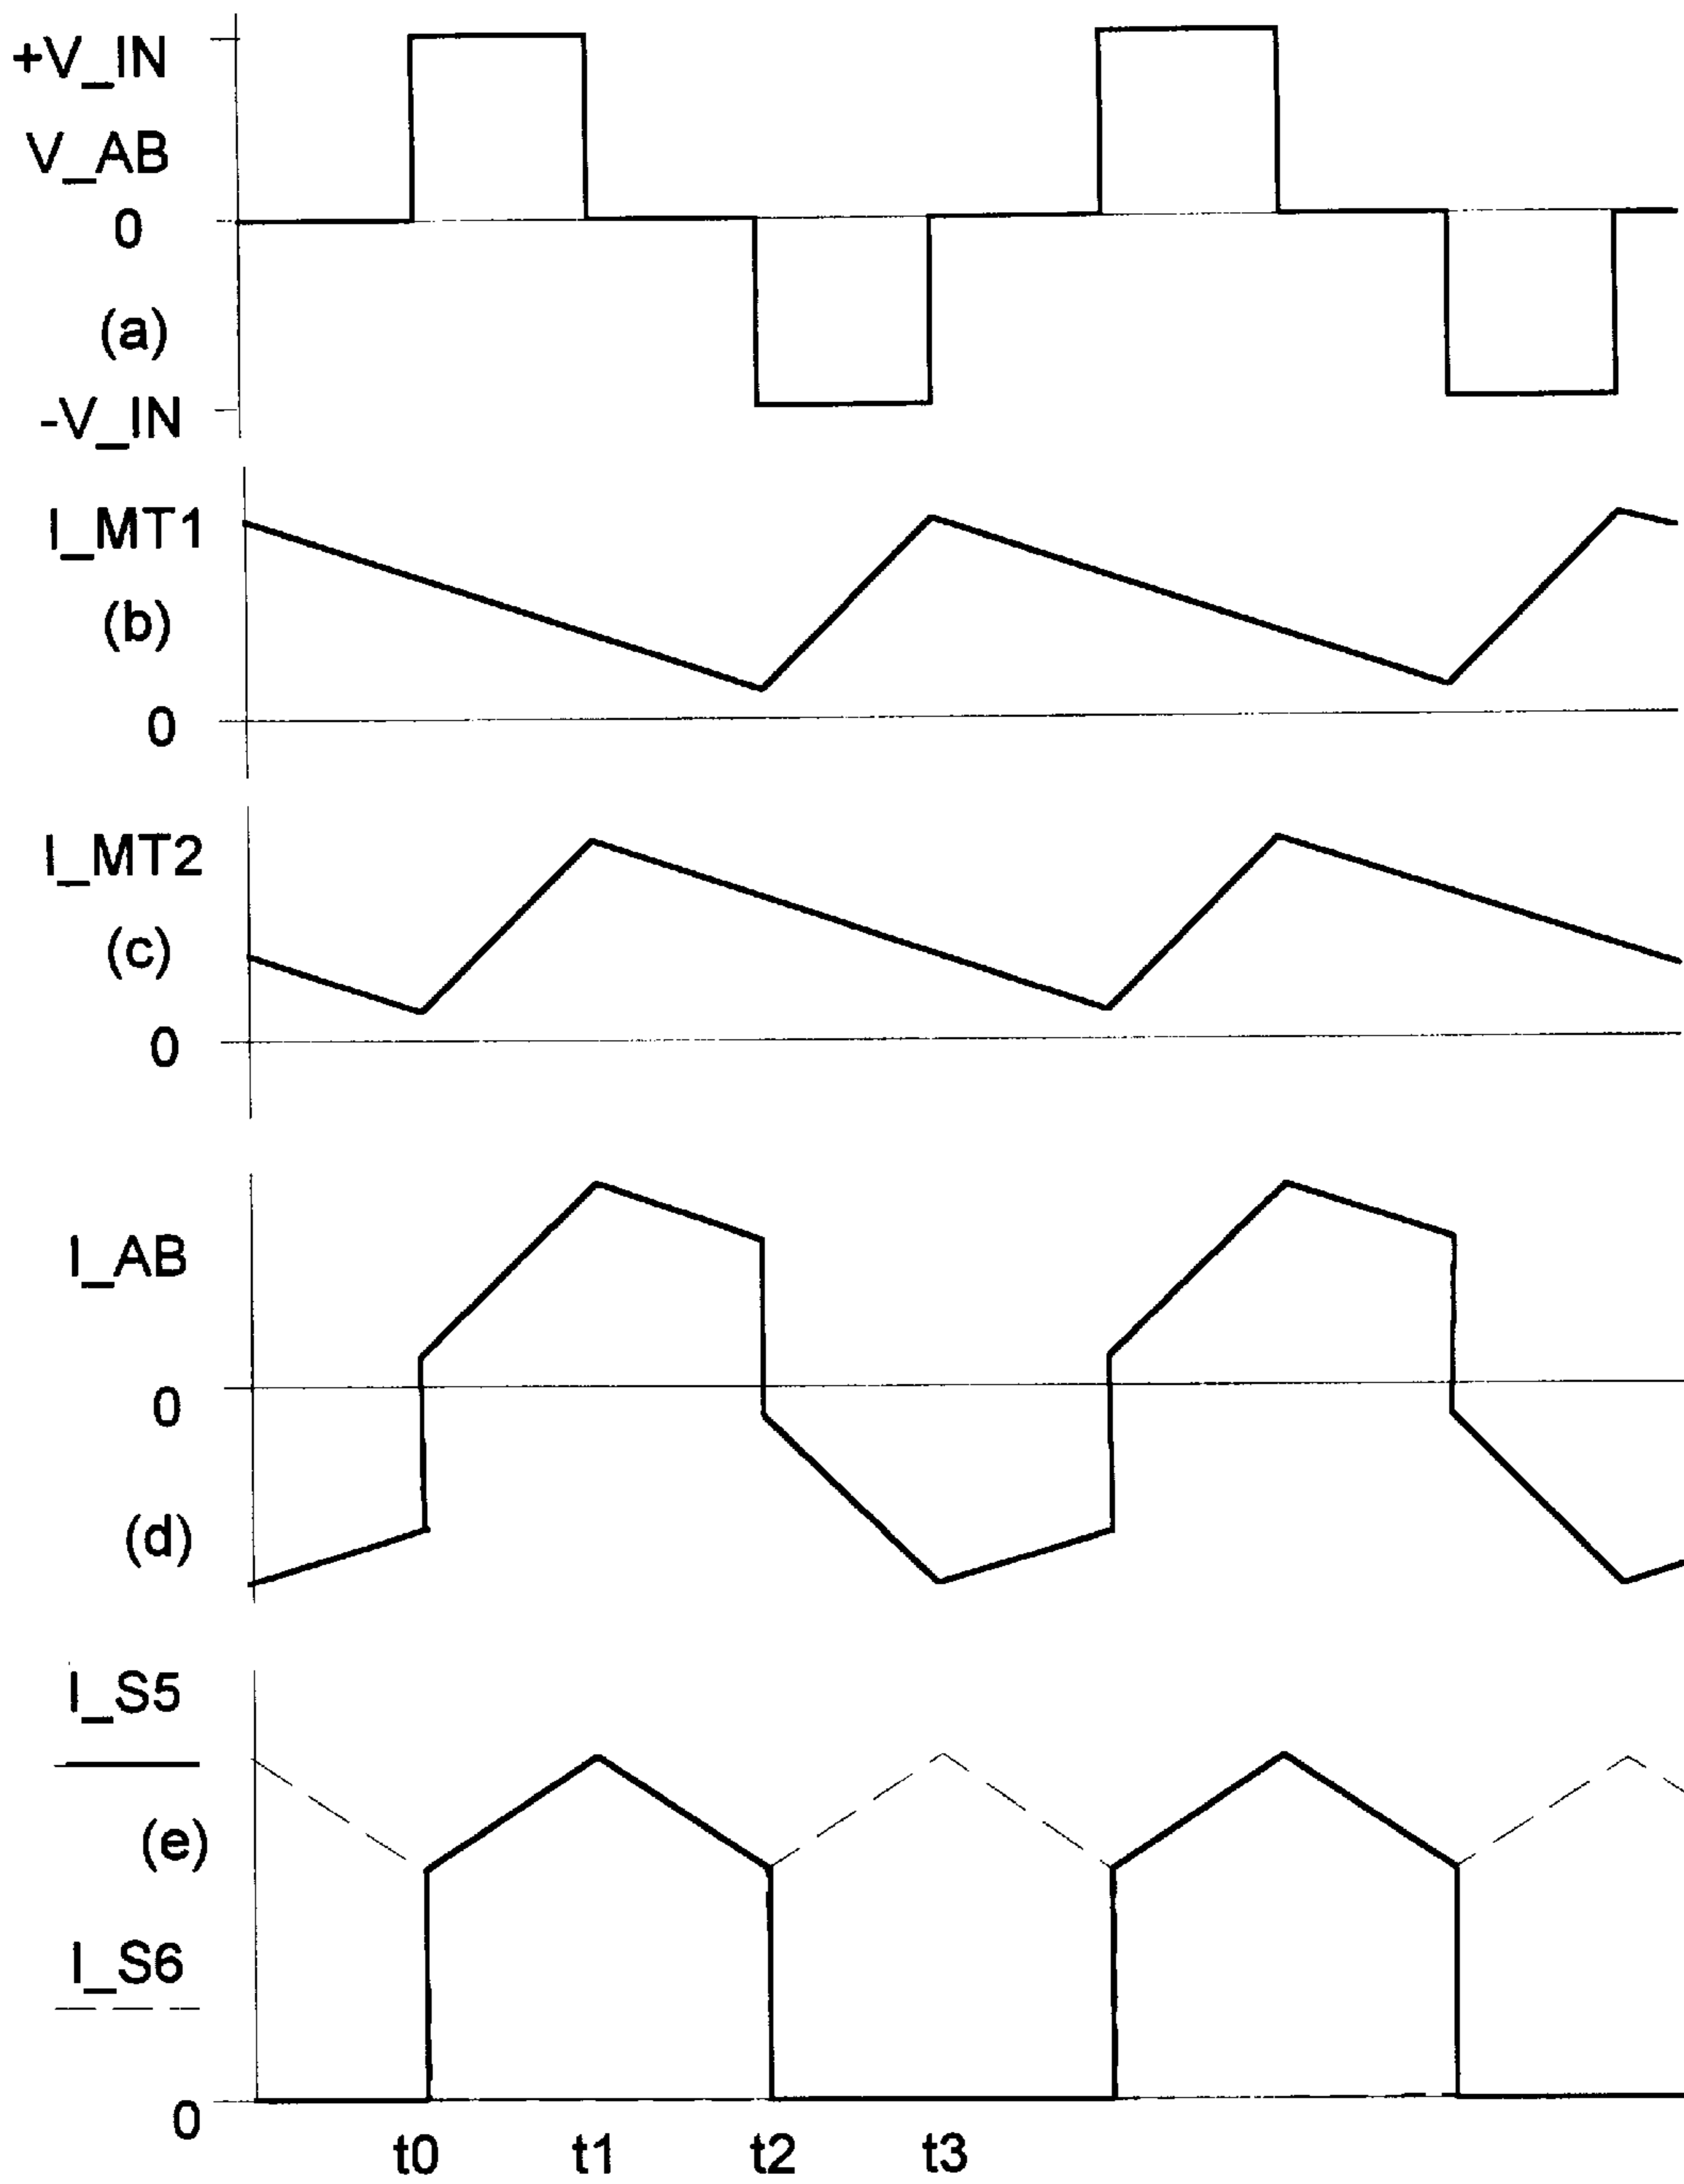 +V_IN
V_AB
0
(a)
-V_IN
I_MT1
(b)
0
I_MT2
(c)
0
I_AB
0
(d)
I_S5
(e)
I_S6
0
t0 t1 t2 t3